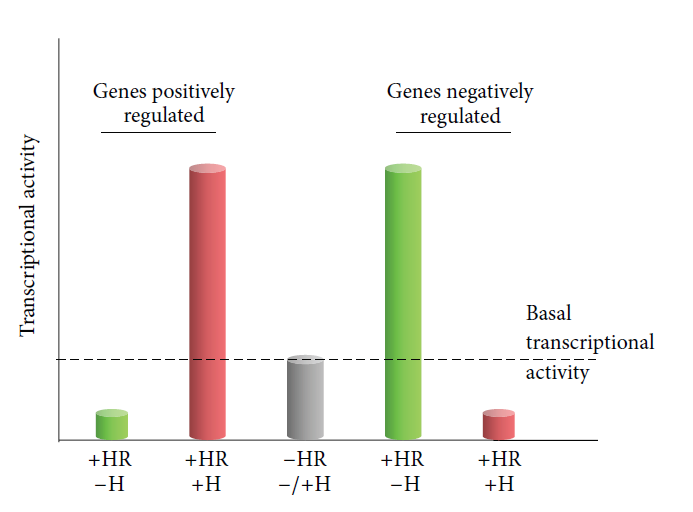 Genes positively
regulated
Genes negatively
regulated
Transcriptional activity
Basal
transcriptional
activity
+HR
−H
+HR
+H
−HR
−/+H
+HR
−H
+HR
+H